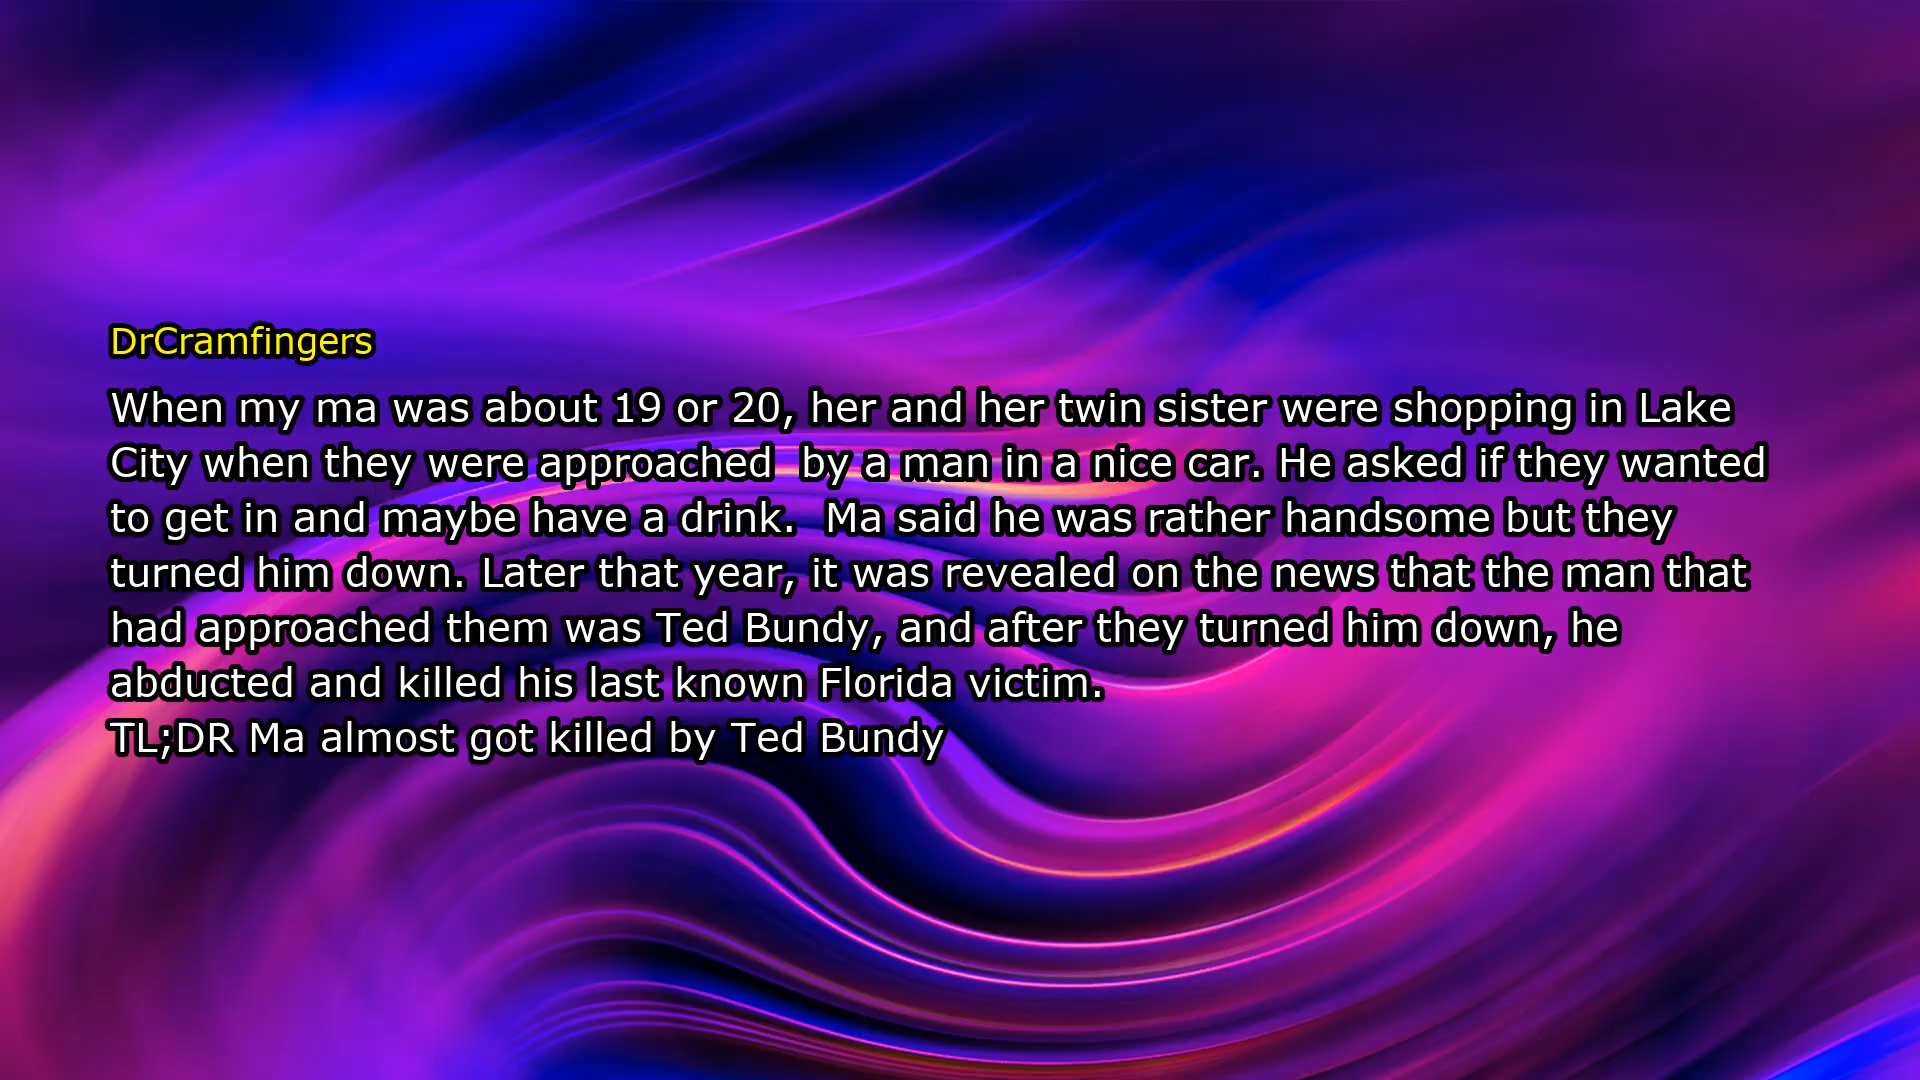 DrCramfingers
When my ma was about 19 or 20, her and her twin sister were shopping in Lake
City when they were approached  by a man in a nice car. He asked if they wanted
to get in and maybe have a drink.  Ma said he was rather handsome but they
turned him down. Later that year, it was revealed on the news that the man that
had approached them was Ted Bundy, and after they turned him down, he
abducted and killed his last known Florida victim.
TL;DR Ma almost got killed by Ted Bundy